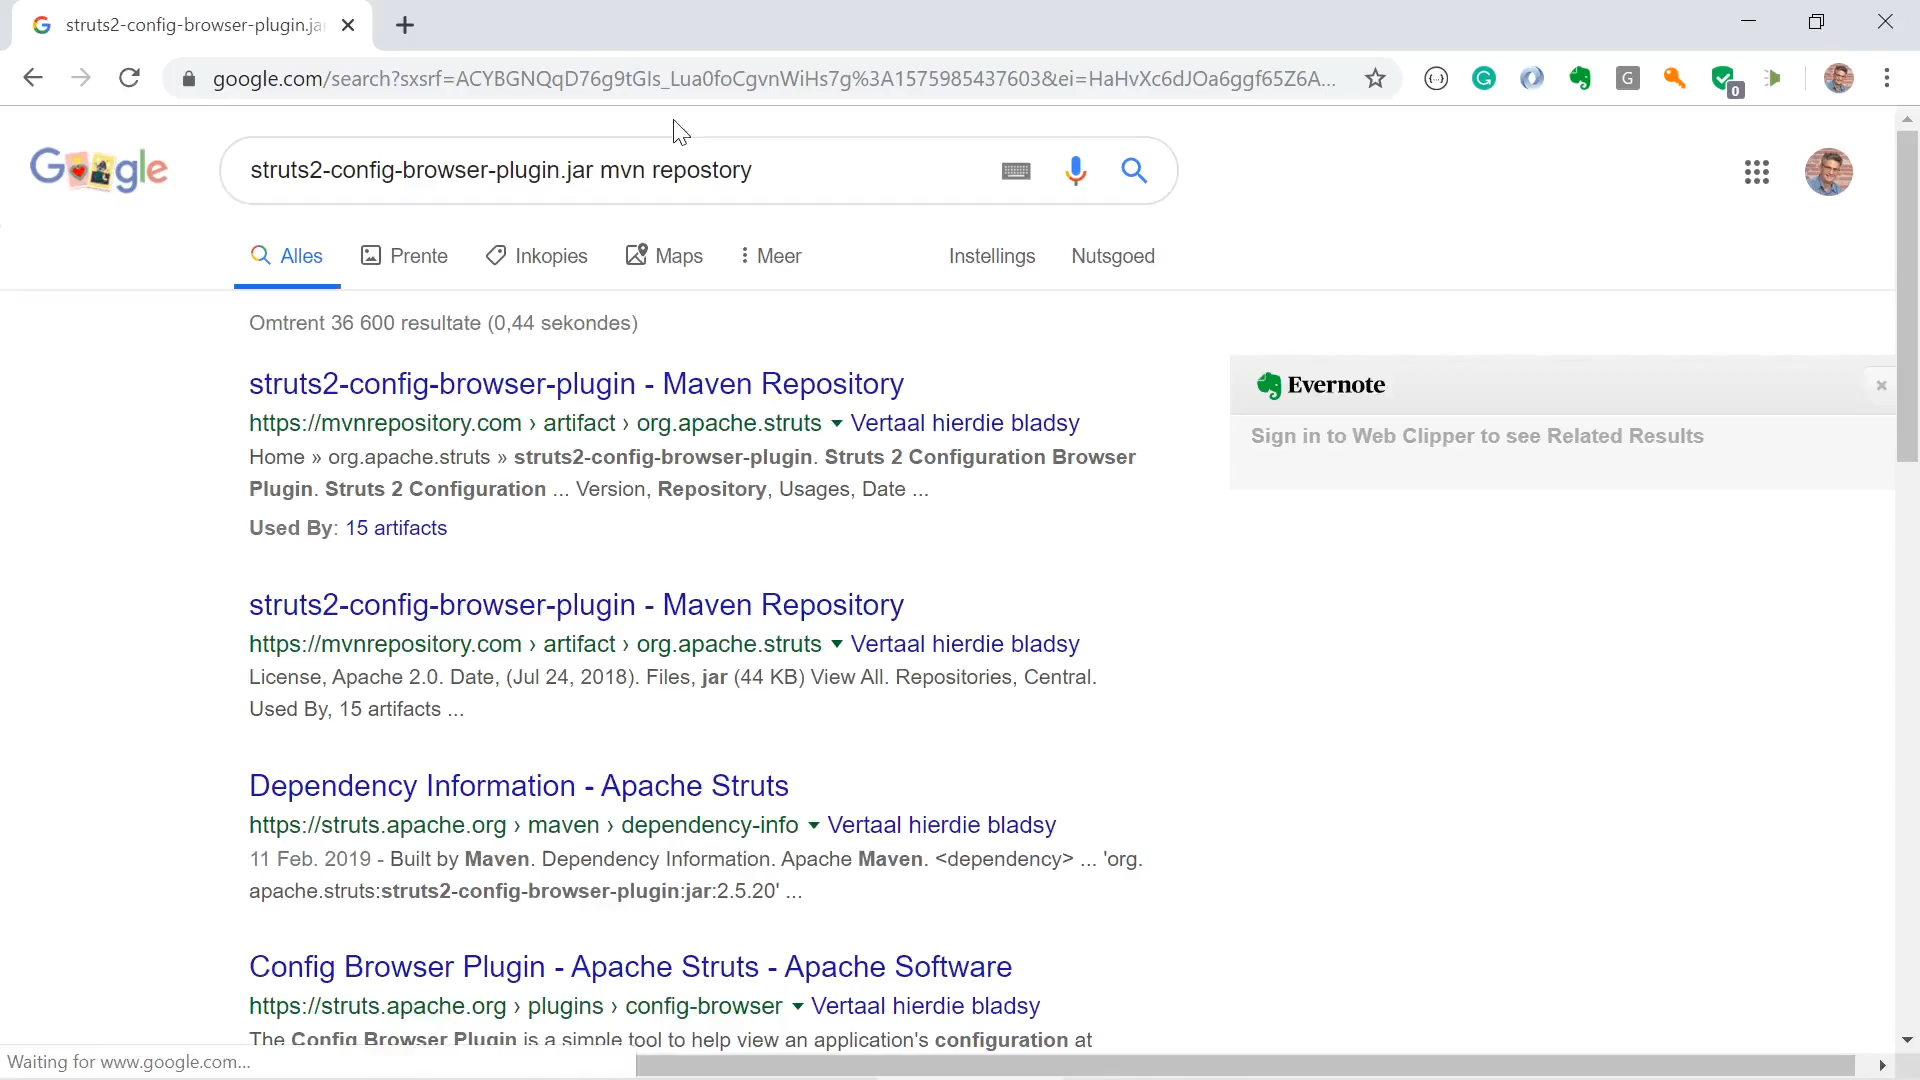 struts2-config-browser-plugin.ja
google.com/search?sxsrf=ACYBGNQqD76g9tGIs_Lua0foCgvnWiHs7g%3A1575985437603&ei=HaHvXc6dJOa6ggf65Z6A...
G
0
Google
struts2-config-browser-plugin.jar mvn repostory
Alles Prente Inkopies Maps Meer Instellings Nutsgoed
Omtrent 36 600 resultate (0,44 sekondes)
struts2-config-browser-plugin - Maven Repository
https://mvnrepository.com › artifact › org.apache.struts ▾ Vertaal hierdie bladsy
Home » org.apache.struts » struts2-config-browser-plugin. Struts 2 Configuration Browser
Plugin. Struts 2 Configuration ... Version, Repository, Usages, Date ...
Used By: 15 artifacts
Evernote
Sign in to Web Clipper to see Related Results
struts2-config-browser-plugin - Maven Repository
https://mvnrepository.com › artifact › org.apache.struts ▾ Vertaal hierdie bladsy
License, Apache 2.0. Date, (Jul 24, 2018). Files, jar (44 KB) View All. Repositories, Central.
Used By, 15 artifacts ...
Dependency Information - Apache Struts
https://struts.apache.org › maven › dependency-info ▾ Vertaal hierdie bladsy
11 Feb. 2019 - Built by Maven. Dependency Information. Apache Maven. <dependency> ... 'org.
apache.struts:struts2-config-browser-plugin:jar:2.5.20' ...
Config Browser Plugin - Apache Struts - Apache Software
https://struts.apache.org › plugins › config-browser ▾ Vertaal hierdie bladsy
The Config Browser Plugin is a simple tool to help view an application's configuration at
Waiting for www.google.com...